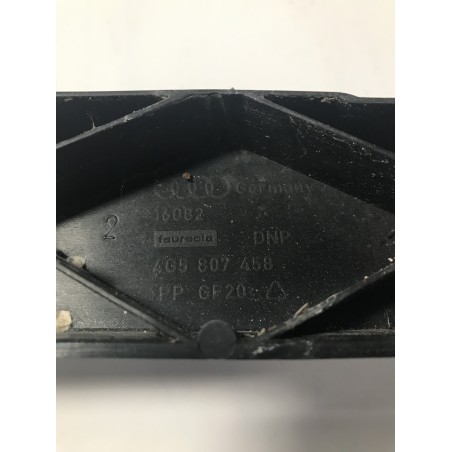 Germany
16082
2
faurecia DNP
4G5 807 458
PP GF20